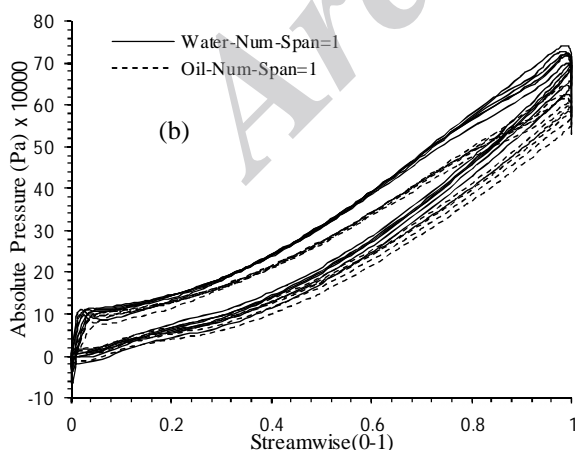 80
Water-Num-Span=1
70
Oil-Num-Span=1
60
(b)
50
40
30
20
10
0
-10
Absolute Pressure (Pa) x 10000
0 0.2 0.4 0.6 0.8 1
Streamwise(0-1)